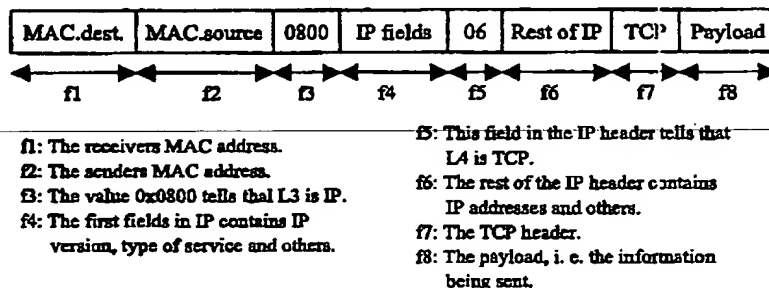 MAC.dest. MAC.source 0800 IP fields 06 Rest of IP TCP Payload
f1 f2 f3 f4 f5 f6 f7 f8
f1: The receivers MAC address.
f2: The senders MAC address.
f3: The value 0x0800 tells that L3 is IP.
f4: The first fields in IP contains IP
version, type of service and others.
f5: This field in the IP header tells that
L4 is TCP.
f6: The rest of the IP header contains
IP addresses and others.
f7: The TCP header.
f8: The payload, i. e. the information
being sent.